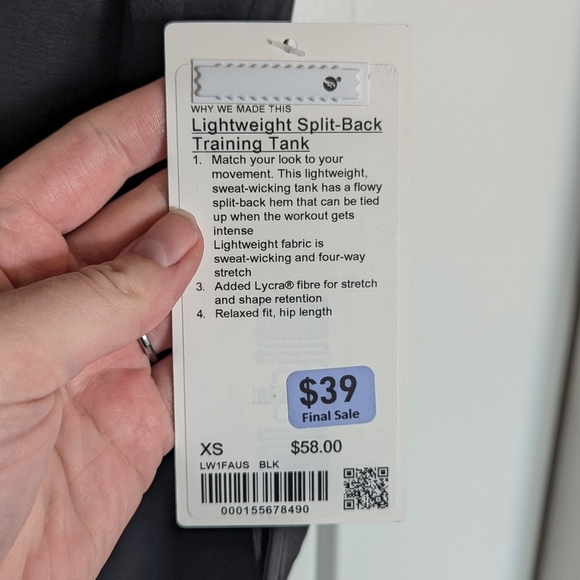 WHY WE MADE THIS
Lightweight Split-Back
Training Tank
1. Match your look to your
movement. This lightweight,
sweat-wicking tank has a flowy
split-back hem that can be tied
up when the workout gets
intense
Lightweight fabric is
sweat-wicking and four-way
stretch
3. Added Lycra® fibre for stretch
and shape retention
4. Relaxed fit, hip length
$39
Final Sale
XS $58.00
LW1FAUS BLK
000155678490